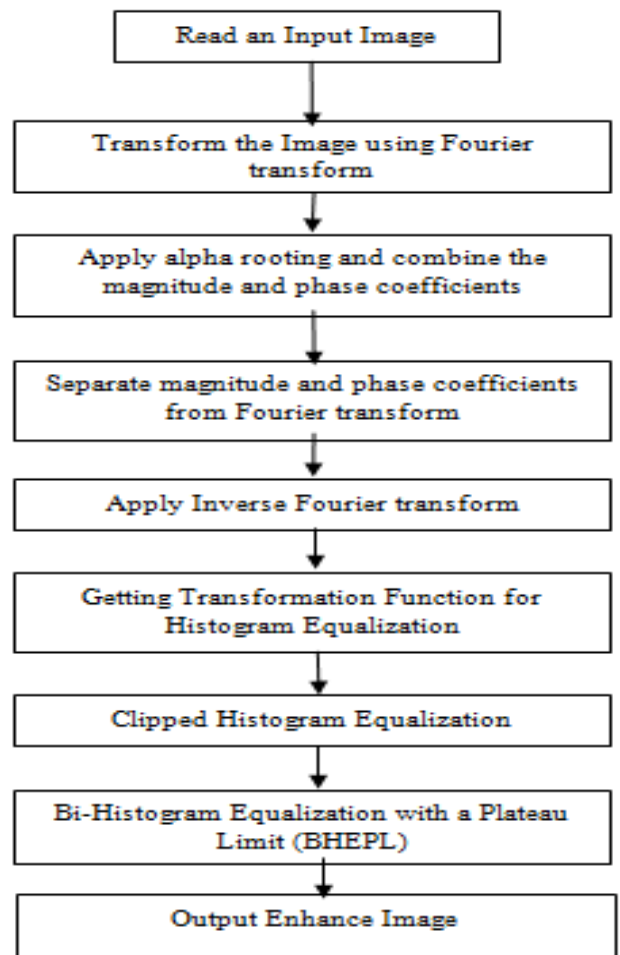 Read an Input Image
Transform the Image using Fourier
transform
Apply alpha rooting and combine the
magnitude and phase coefficients
Separate magnitude and phase coefficients
from Fourier transform
Apply Inverse Fourier transform
Getting Transformation Function for
Histogram Equalization
Clipped Histogram Equalization
Bi-Histogram Equalization with a Plateau
Limit (BHEPL)
Output Enhance Image